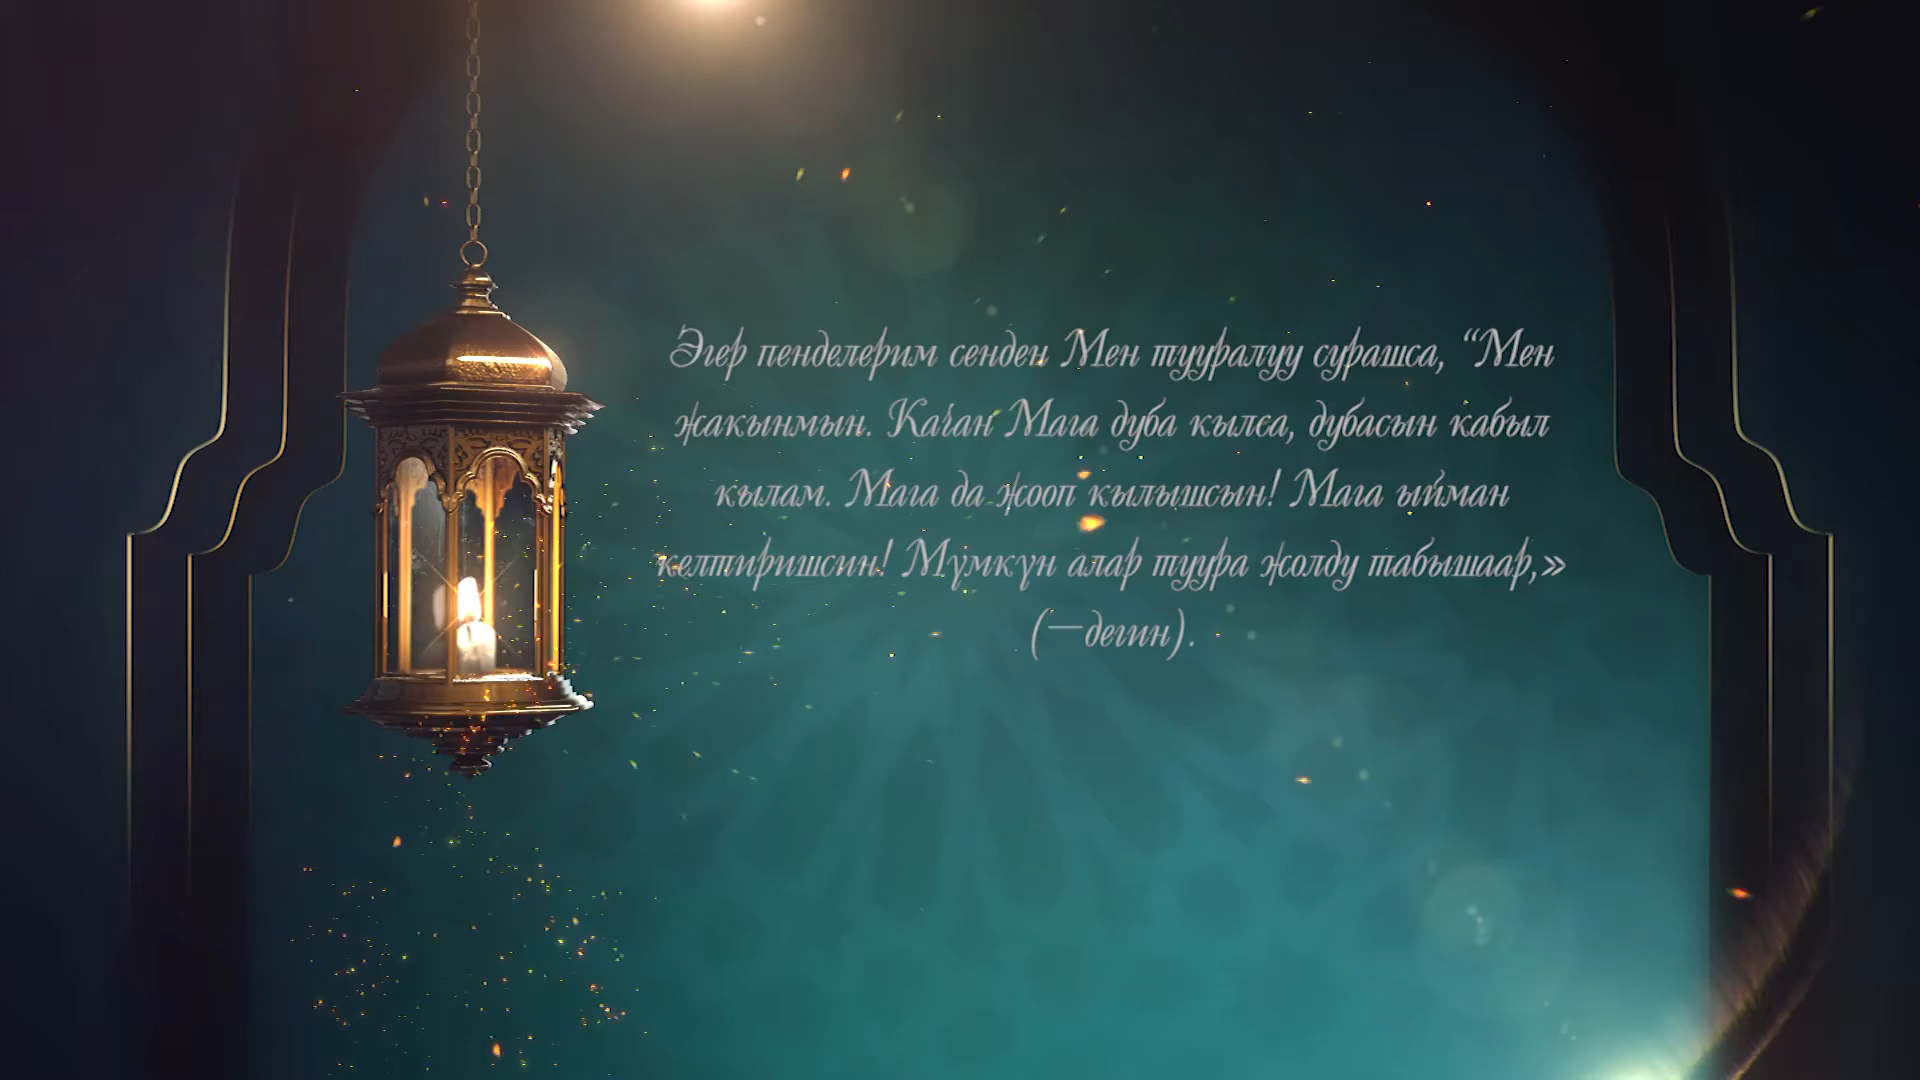 Эгер пенделерим сенден Мен тууралуу сурашса, “Мен
жакынмын. Качан Мага дуба кылса, дубасын кабыл
кылам. Мага да жооп кылышсын! Мага ыйман
келтиришсин! Мүмкүн алар туура жолду табышаар,»
(—дегин).